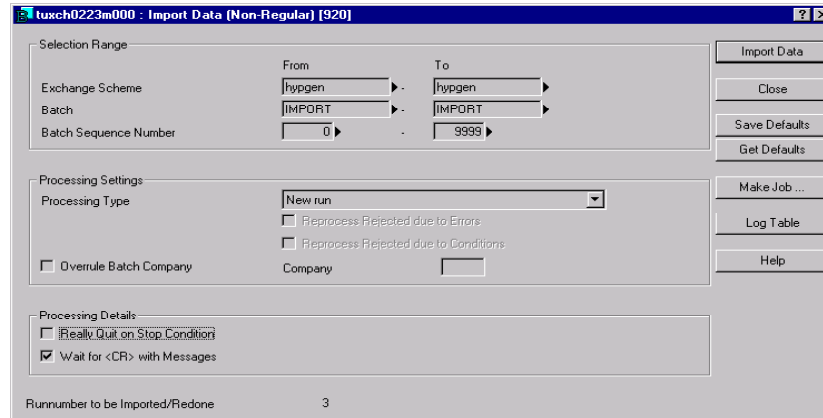 tuxch0223m000 : Import Data (Non-Regular) [920]
Selection Range
Import Data
From To
Exchange Scheme hypgen - hypgen
Close
Batch IMPORT - IMPORT
Batch Sequence Number 0 - 9999
Save Defaults
Get Defaults
Processing Settings
Processing Type New run
Make Job ...
Reprocess Rejected due to Errors
Log Table
Reprocess Rejected due to Conditions
Overrule Batch Company Company
Help
Processing Details
Really Quit on Stop Condition
Wait for <CR> with Messages
Runnumber to be Imported/Redone 3